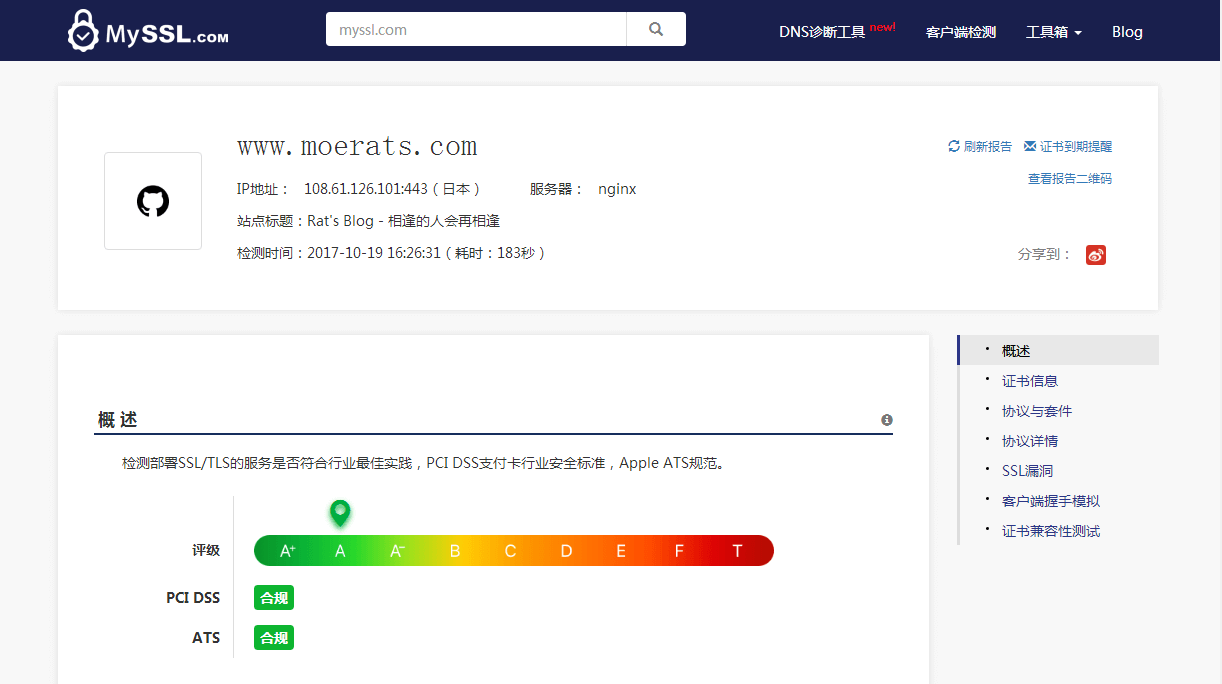 MySSL.COM
myssl.com
DNS诊断工具 new!
客户端检测
工具箱
Blog
www.moerats.com
刷新报告 证书到期提醒
IP地址： 108.61.126.101:443（日本） 服务器： nginx
查看报告二维码
站点标题：Rat's Blog - 相逢的人会再相逢
检测时间：2017-10-19 16:26:31（耗时：183秒）
分享到：
概 述
检测部署SSL/TLS的服务是否符合行业最佳实践，PCI DSS支付卡行业安全标准，Apple ATS规范。
评级 A+ A A- B C D E F T
PCI DSS 合规
ATS 合规
概述
证书信息
协议与套件
协议详情
SSL漏洞
客户端握手模拟
证书兼容性测试